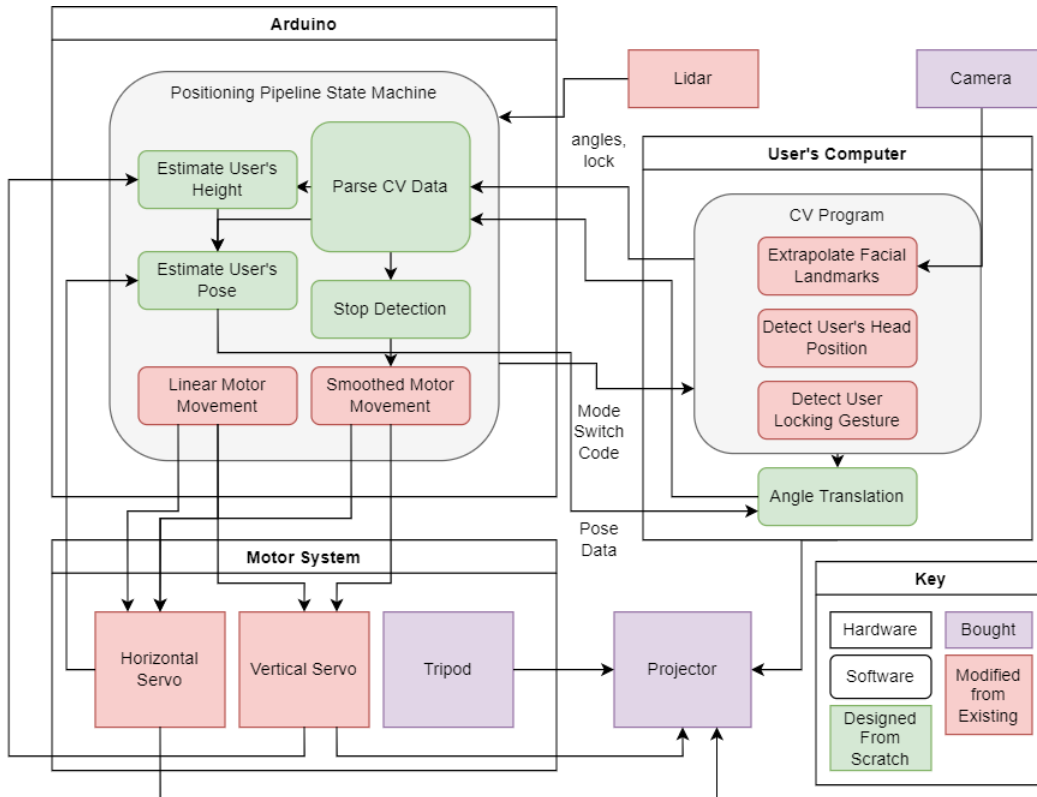 Arduino
Positioning Pipeline State Machine
Estimate User's
Height
Parse CV Data
Estimate User's
Pose
Stop Detection
Linear Motor
Movement
Smoothed Motor
Movement
Lidar
Camera
angles,
lock
User's Computer
CV Program
Extrapolate Facial
Landmarks
Detect User's Head
Position
Detect User
Locking Gesture
Angle Translation
Mode
Switch
Code
Pose
Data
Motor System
Horizontal
Servo
Vertical Servo
Tripod
Projector
Key
Hardware
Bought
Software
Modified
from
Existing
Designed
From
Scratch